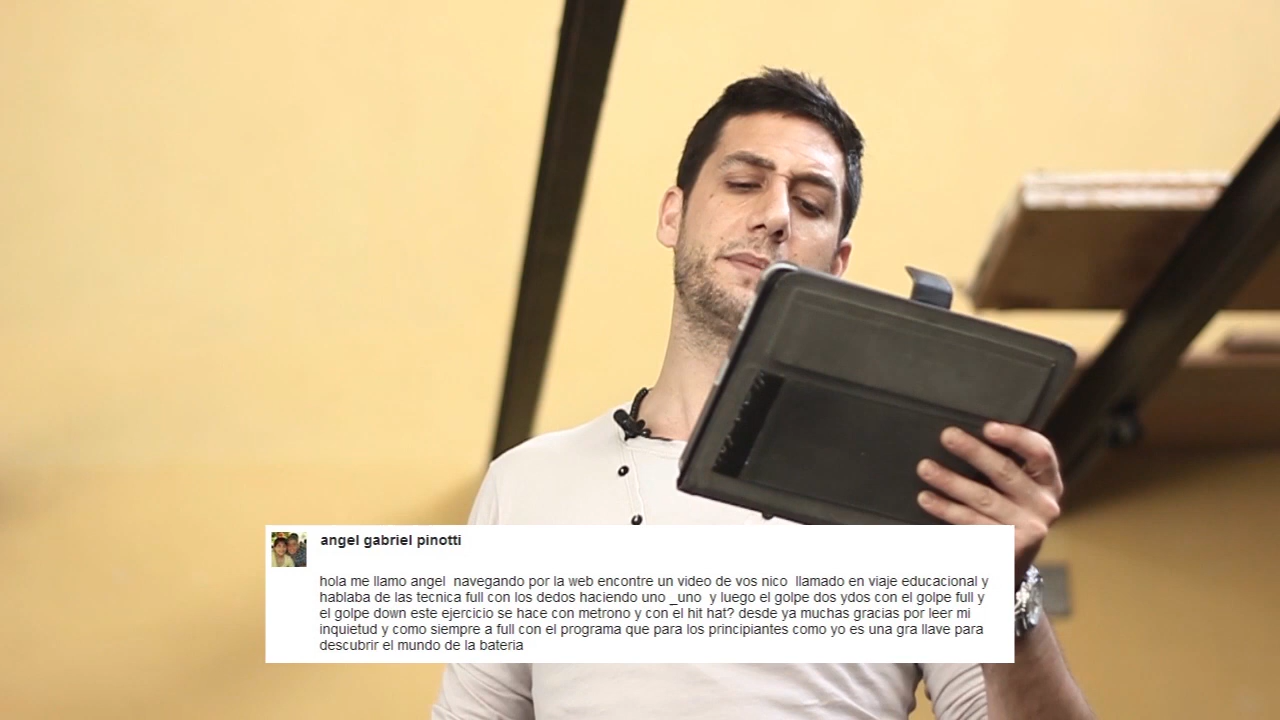 angel gabriel pinotti
hola me llamo angel  navegando por la web encontre un video de vos nico  llamado en viaje educacional y
hablaba de las tecnica full con los dedos haciendo uno _uno  y luego el golpe dos ydos con el golpe full y
el golpe down este ejercicio se hace con metrono y con el hit hat? desde ya muchas gracias por leer mi
inquietud y como siempre a full con el programa que para los principiantes como yo es una gra llave para
descubrir el mundo de la bateria